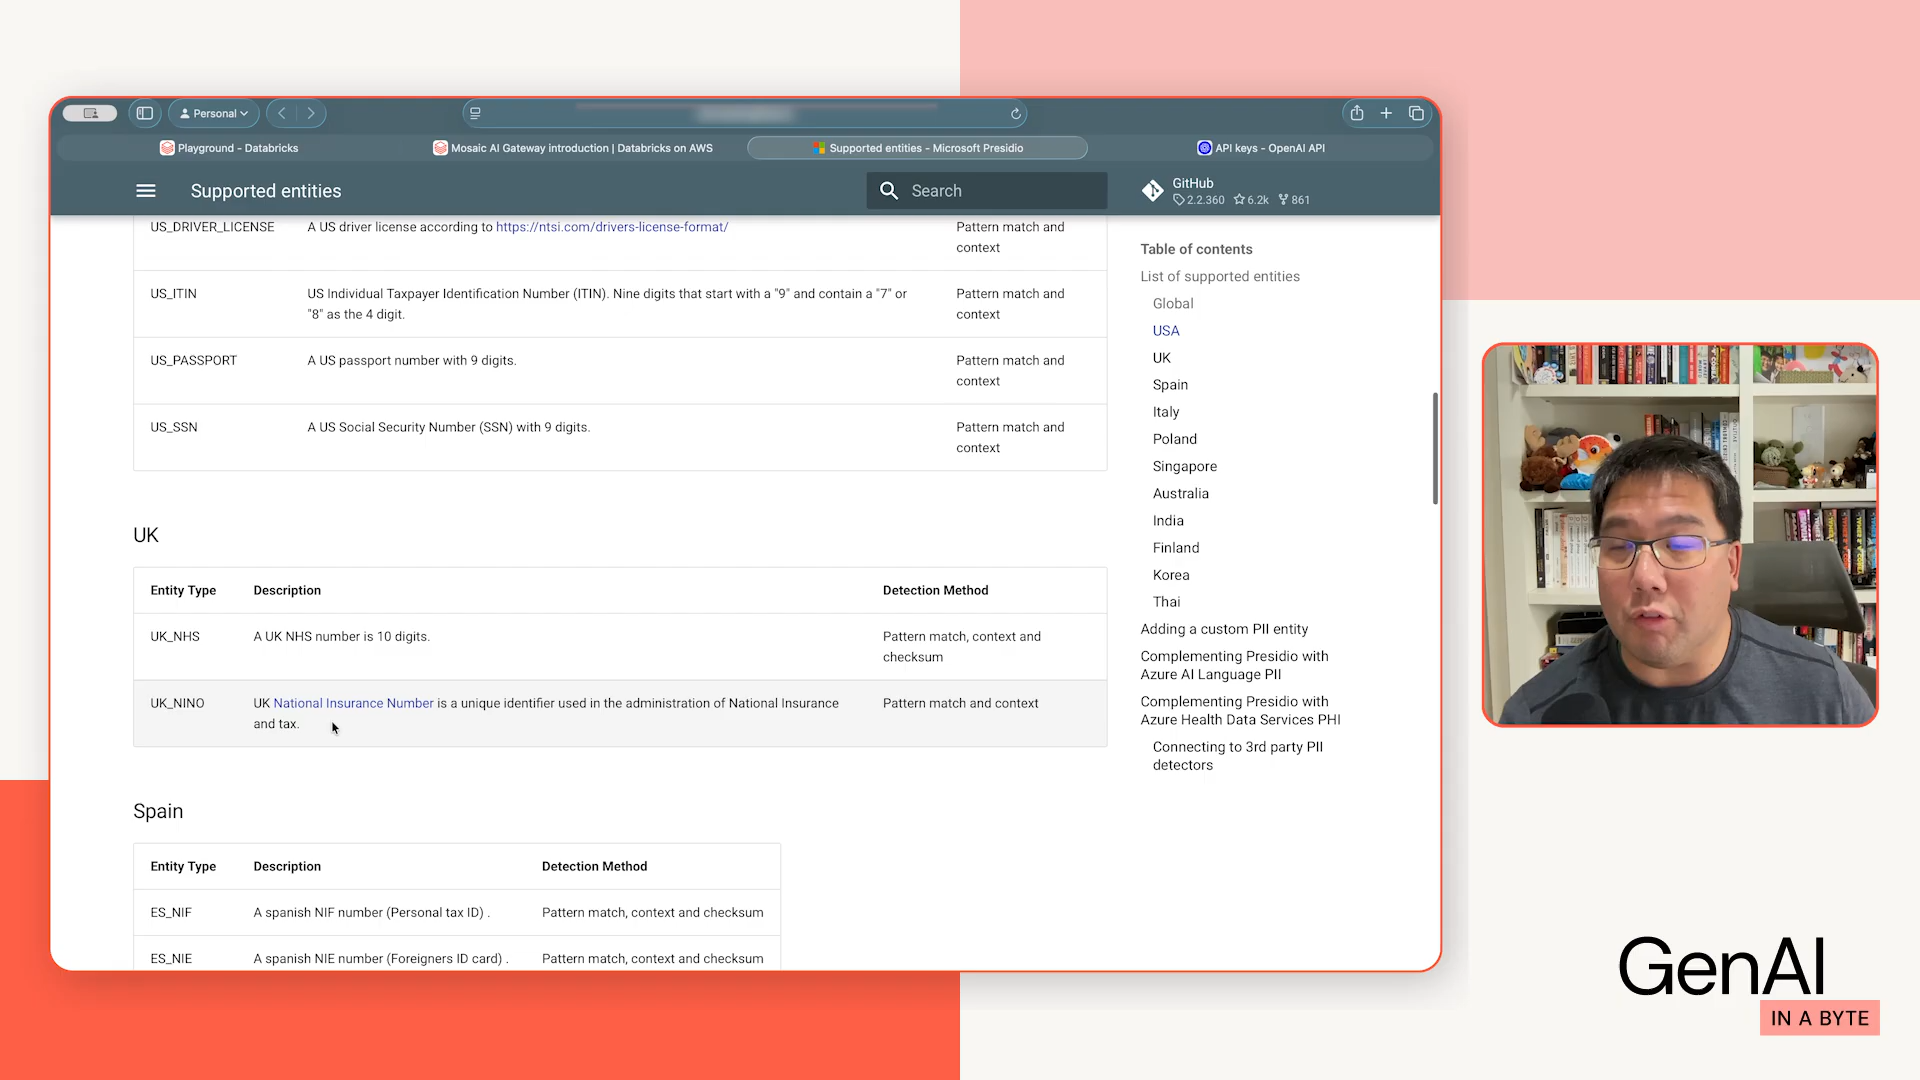 Personal
Playground - Databricks
Mosaic AI Gateway introduction | Databricks on AWS
Supported entities - Microsoft Presidio
API keys - OpenAI API
Supported entities
Search
GitHub
2.2.360 6.2k 861
US_DRIVER_LICENSE A US driver license according to https://ntsi.com/drivers-license-format/ Pattern match and
context
US_ITIN US Individual Taxpayer Identification Number (ITIN). Nine digits that start with a "9" and contain a "7" or Pattern match and
"8" as the 4 digit. context
US_PASSPORT A US passport number with 9 digits. Pattern match and
context
US_SSN A US Social Security Number (SSN) with 9 digits. Pattern match and
context
UK
Entity Type Description Detection Method
UK_NHS A UK NHS number is 10 digits. Pattern match, context and
checksum
UK_NINO UK National Insurance Number is a unique identifier used in the administration of National Insurance Pattern match and context
and tax.
Spain
Entity Type Description Detection Method
ES_NIF A spanish NIF number (Personal tax ID) . Pattern match, context and checksum
ES_NIE A spanish NIE number (Foreigners ID card) . Pattern match, context and checksum
Table of contents
List of supported entities
Global
USA
UK
Spain
Italy
Poland
Singapore
Australia
India
Finland
Korea
Thai
Adding a custom PII entity
Complementing Presidio with
Azure AI Language PII
Complementing Presidio with
Azure Health Data Services PHI
Connecting to 3rd party PII
detectors
GenAI
IN A BYTE